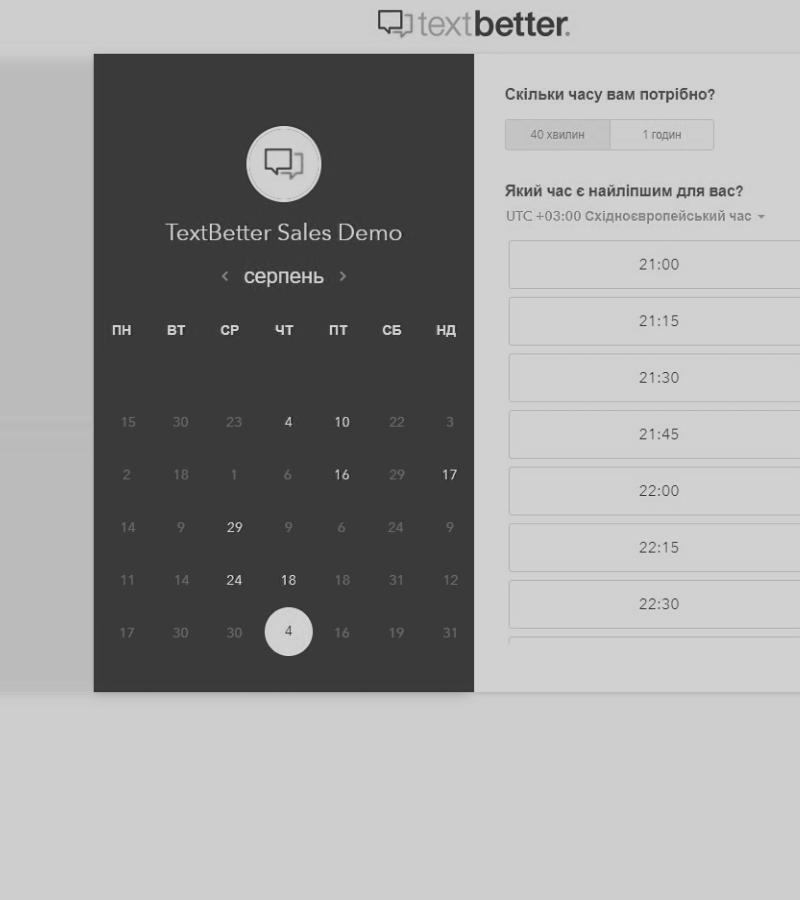 textbetter.
TextBetter Sales Demo
серпень
ПН ВТ СР ЧТ ПТ СБ НД
15 30 23 4 10 22 3
2 18 1 6 16 29 17
14 9 29 9 6 24 9
11 14 24 18 18 31 12
17 30 30 4 16 19 31
Скільки часу вам потрібно?
40 хвилин 1 годин
Який час є найліпшим для вас?
UTC +03:00 Східноєвропейський час
21:00
21:15
21:30
21:45
22:00
22:15
22:30